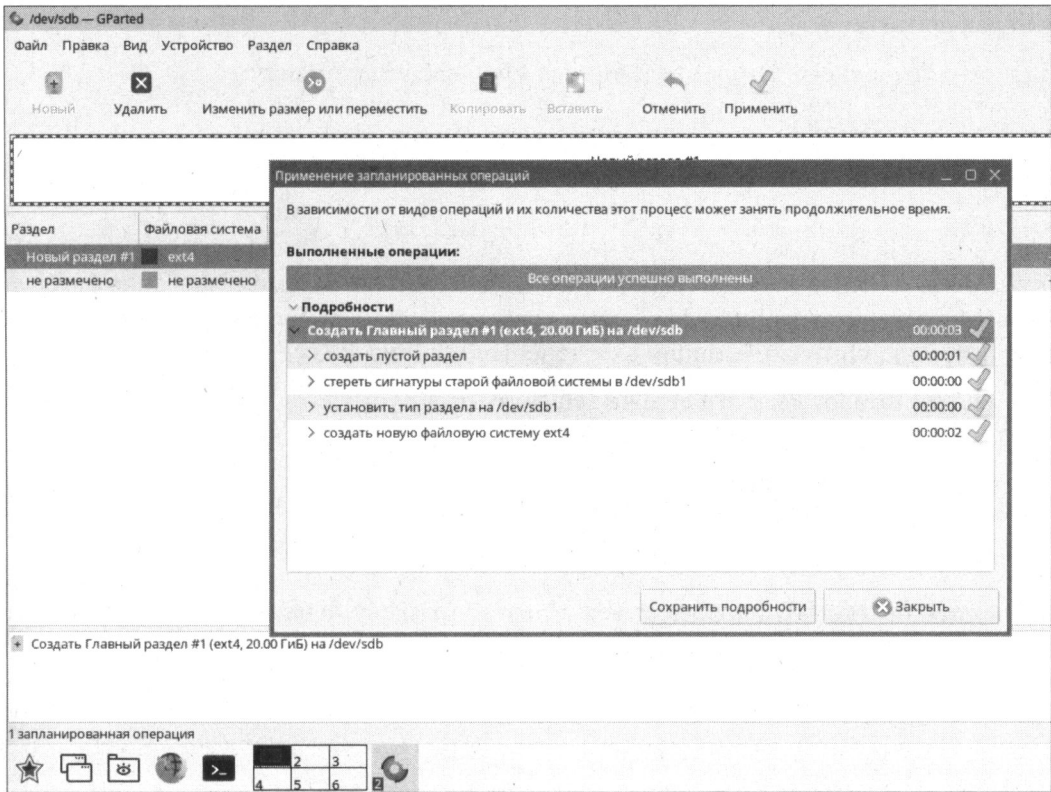 /dev/sdb — GParted
Файл Правка Вид Устройство Раздел Справка
Новый Удалить Изменить размер или переместить Копировать Вставить Отменить Применить
Применение запланированных операций
В зависимости от видов операций и их количества этот процесс может занять продолжительное время.
Раздел Файловая система
Выполненные операции:
Новый раздел #1 ext4
Все операции успешно выполнены
не размечено не размечено
Подробности
Создать Главный раздел #1 (ext4, 20.00 ГиБ) на /dev/sdb 00:00:03
создать пустой раздел 00:00:01
стереть сигнатуры старой файловой системы в /dev/sdb1 00:00:00
установить тип раздела на /dev/sdb1 00:00:00
создать новую файловую систему ext4 00:00:02
Сохранить подробности Закрыть
Создать Главный раздел #1 (ext4, 20.00 ГиБ) на /dev/sdb
1 запланированная операция
2 3
4 5 6 2